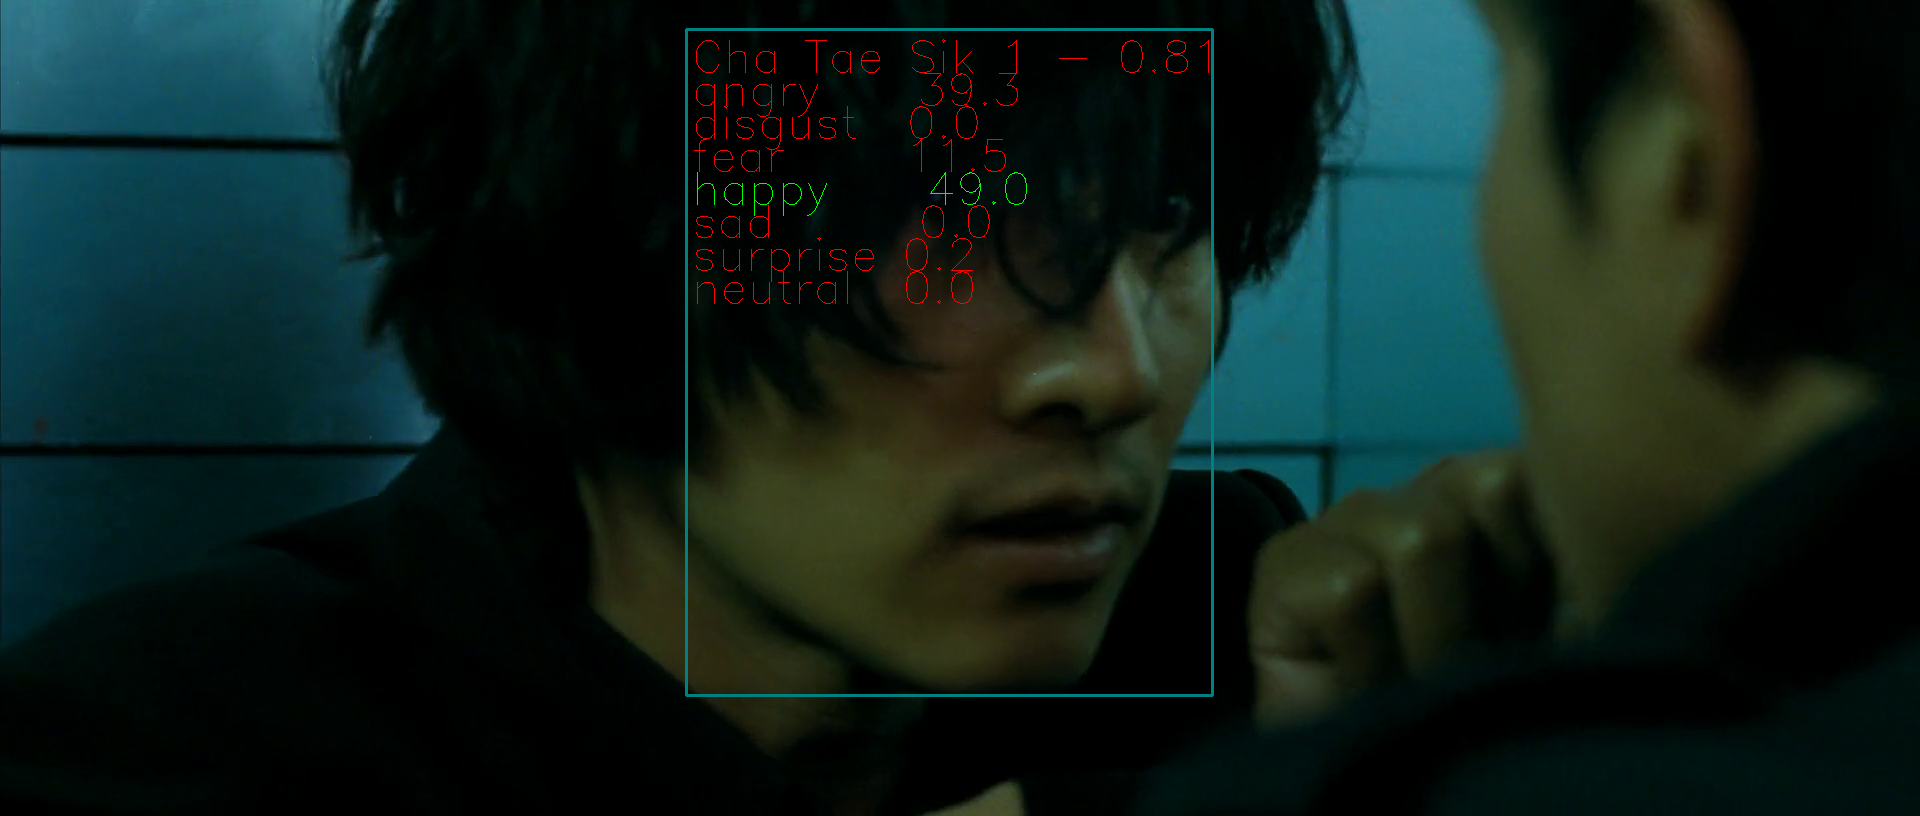 Cha Tae Sik 1 - 0.81
angry 39.3
disgust 0.0
fear 11.5
happy 49.0
sad 0.0
surprise 0.2
neutral 0.0